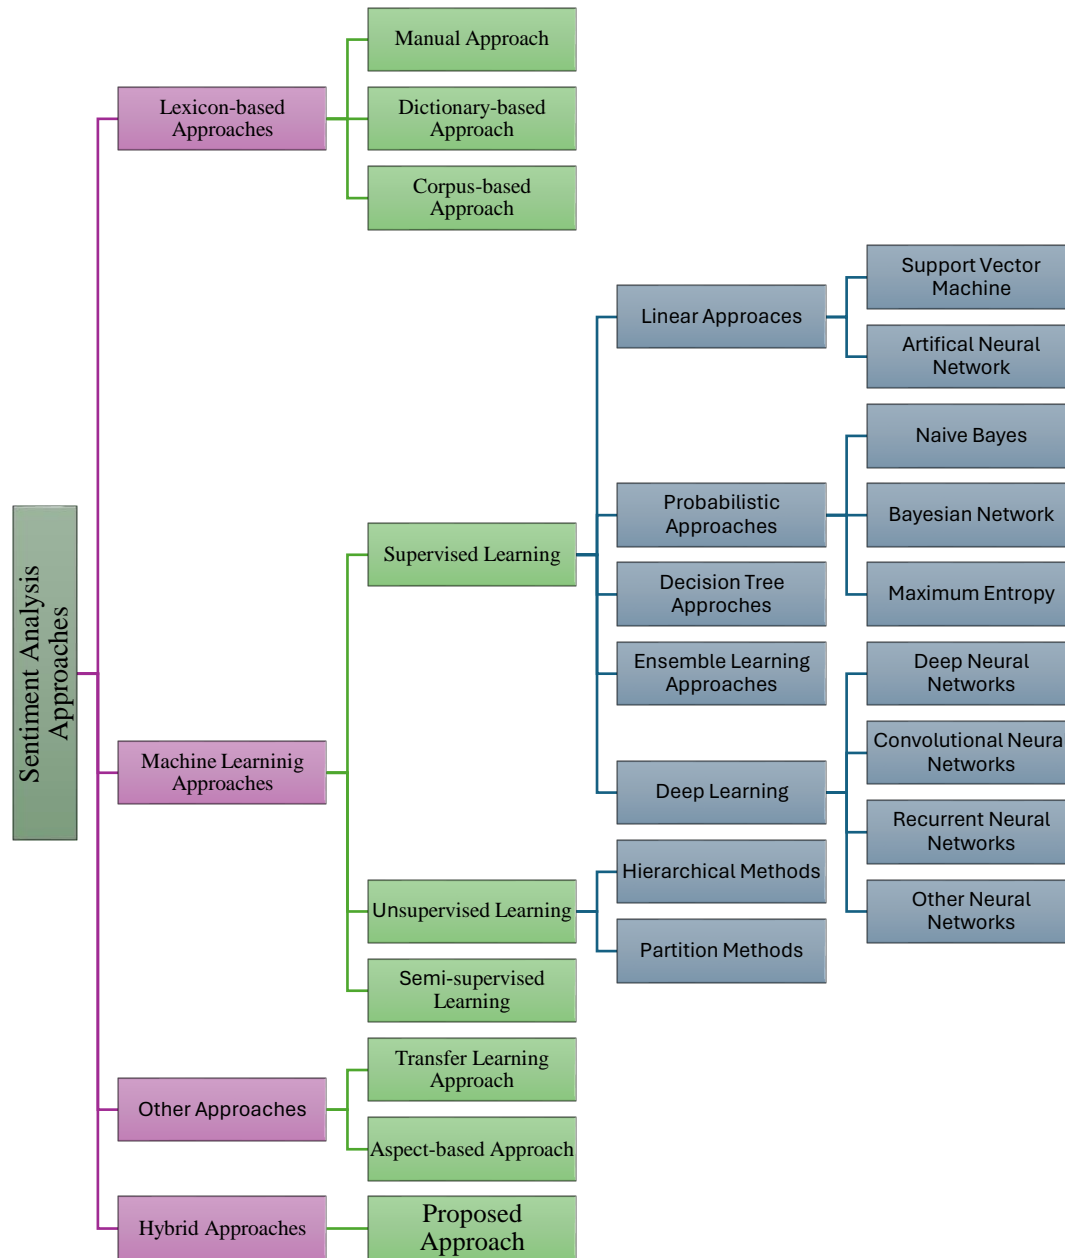 Sentiment Analysis
Approaches
Lexicon-based
Approaches
Manual Approach
Dictionary-based
Approach
Corpus-based
Approach
Machine Learninig
Approaches
Supervised Learning
Linear Approaces
Support Vector
Machine
Artifical Neural
Network
Probabilistic
Approaches
Naive Bayes
Bayesian Network
Maximum Entropy
Decision Tree
Approches
Ensemble Learning
Approaches
Deep Learning
Deep Neural
Networks
Convolutional Neural
Networks
Recurrent Neural
Networks
Other Neural
Networks
Unsupervised Learning
Hierarchical Methods
Partition Methods
Semi-supervised
Learning
Other Approaches
Transfer Learning
Approach
Aspect-based Approach
Hybrid Approaches
Proposed
Approach